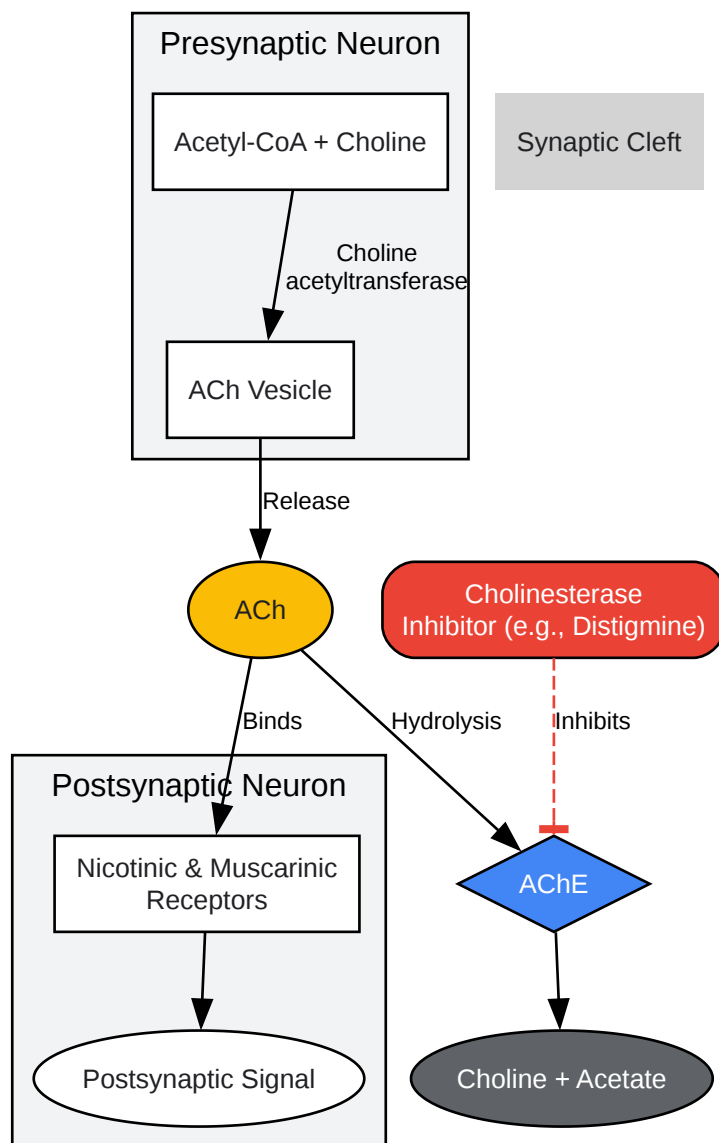 Presynaptic Neuron
Acetyl-CoA + Choline
Synaptic Cleft
Choline
acetyltransferase
ACh Vesicle
Release
ACh
Cholinesterase
Inhibitor (e.g., Distigmine)
Binds
Hydrolysis
Inhibits
Postsynaptic Neuron
Nicotinic & Muscarinic
Receptors
AChE
Postsynaptic Signal
Choline + Acetate